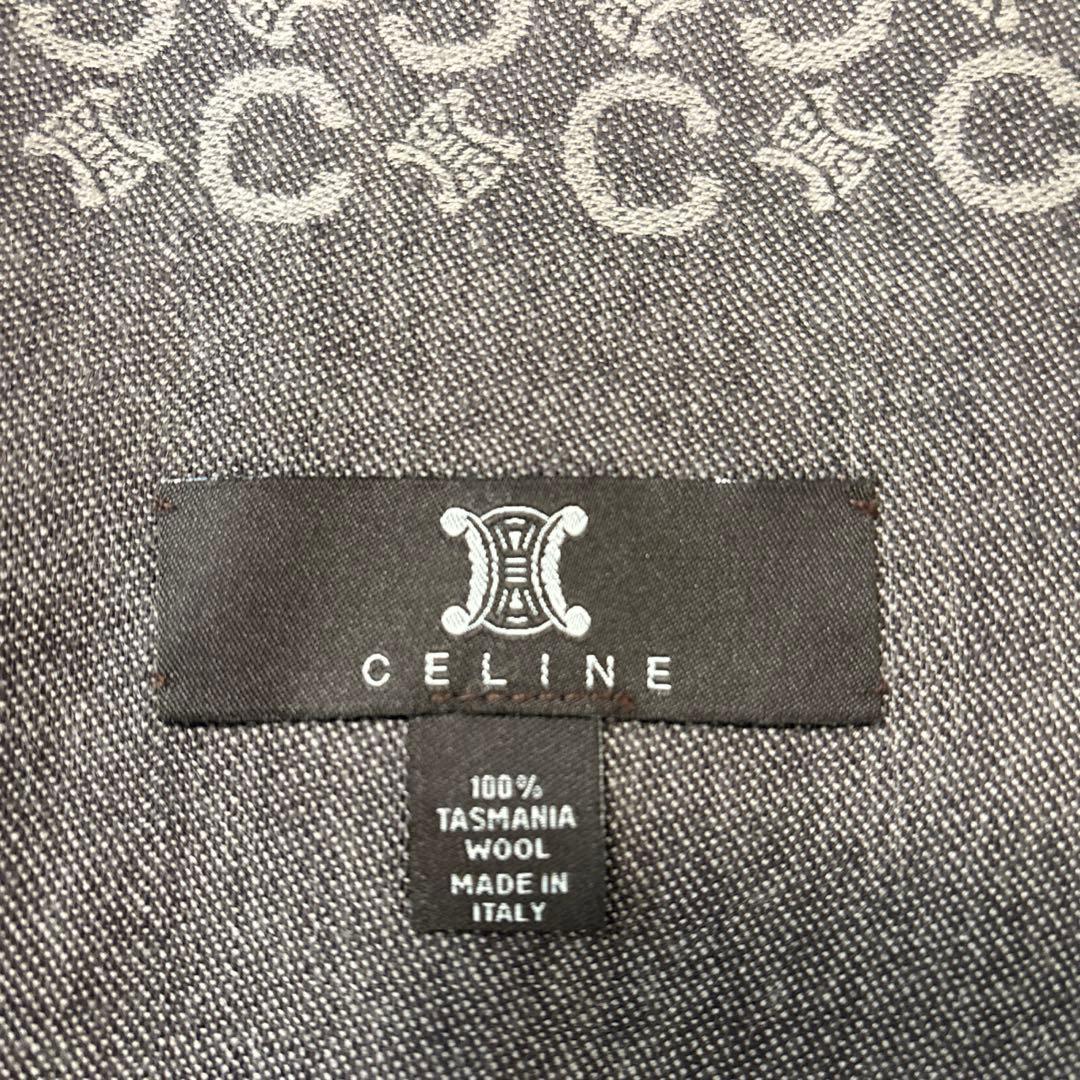 C C C
C C C
CELINE
100%
TASMANIA
WOOL
MADE IN
ITALY